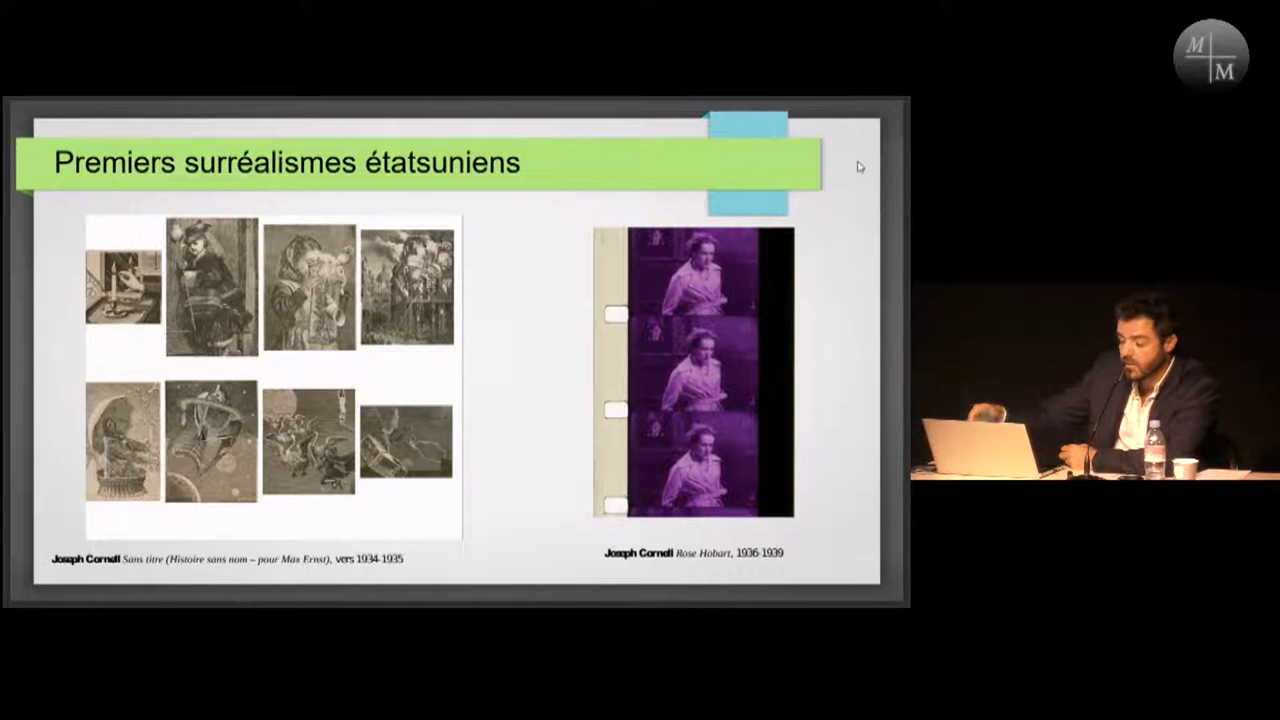 M
M
Premiers surréalismes étatsuniens
Joseph Cornell Sans titre (Histoire sans nom – pour Max Ernst), vers 1934-1935
Joseph Cornell Rose Hobart, 1936-1939